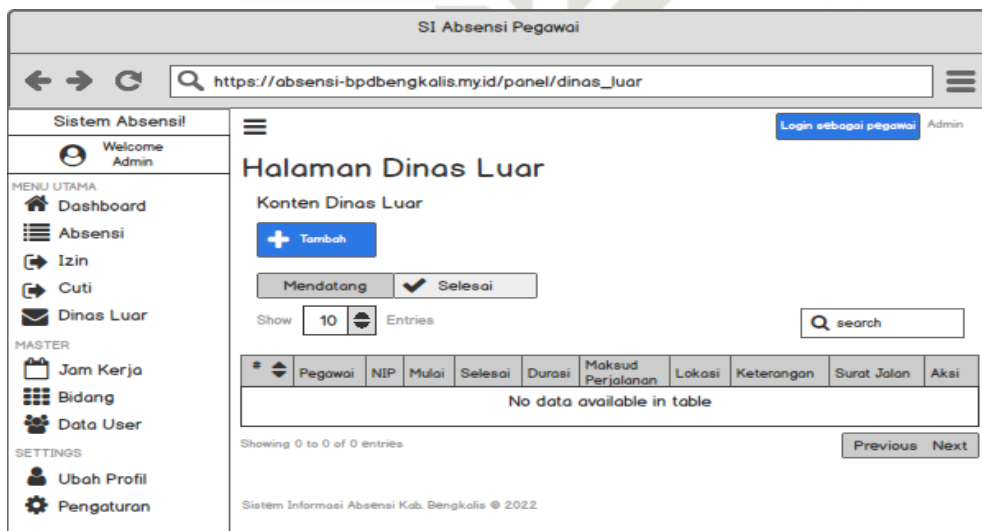 SI Absensi Pegawai
https://absensi-bpdbengkalis.my.id/panel/dinas_luar
Sistem Absensi!
Welcome
Admin
MENU UTAMA
Dashboard
Absensi
Izin
Cuti
Dinas Luar
MASTER
Jam Kerja
Bidang
Data User
SETTINGS
Ubah Profil
Pengaturan
Login sebagai pegawai Admin
Halaman Dinas Luar
Konten Dinas Luar
Tambah
Mendatang Selesai
Show 10 Entries
search
# Pegawai NIP Mulai Selesai Durasi Maksud Perjalanan Lokasi Keterangan Surat Jalan Aksi
No data available in table
Showing 0 to 0 of 0 entries
Previous Next
Sistem Informasi Absensi Kab. Bengkalis © 2022